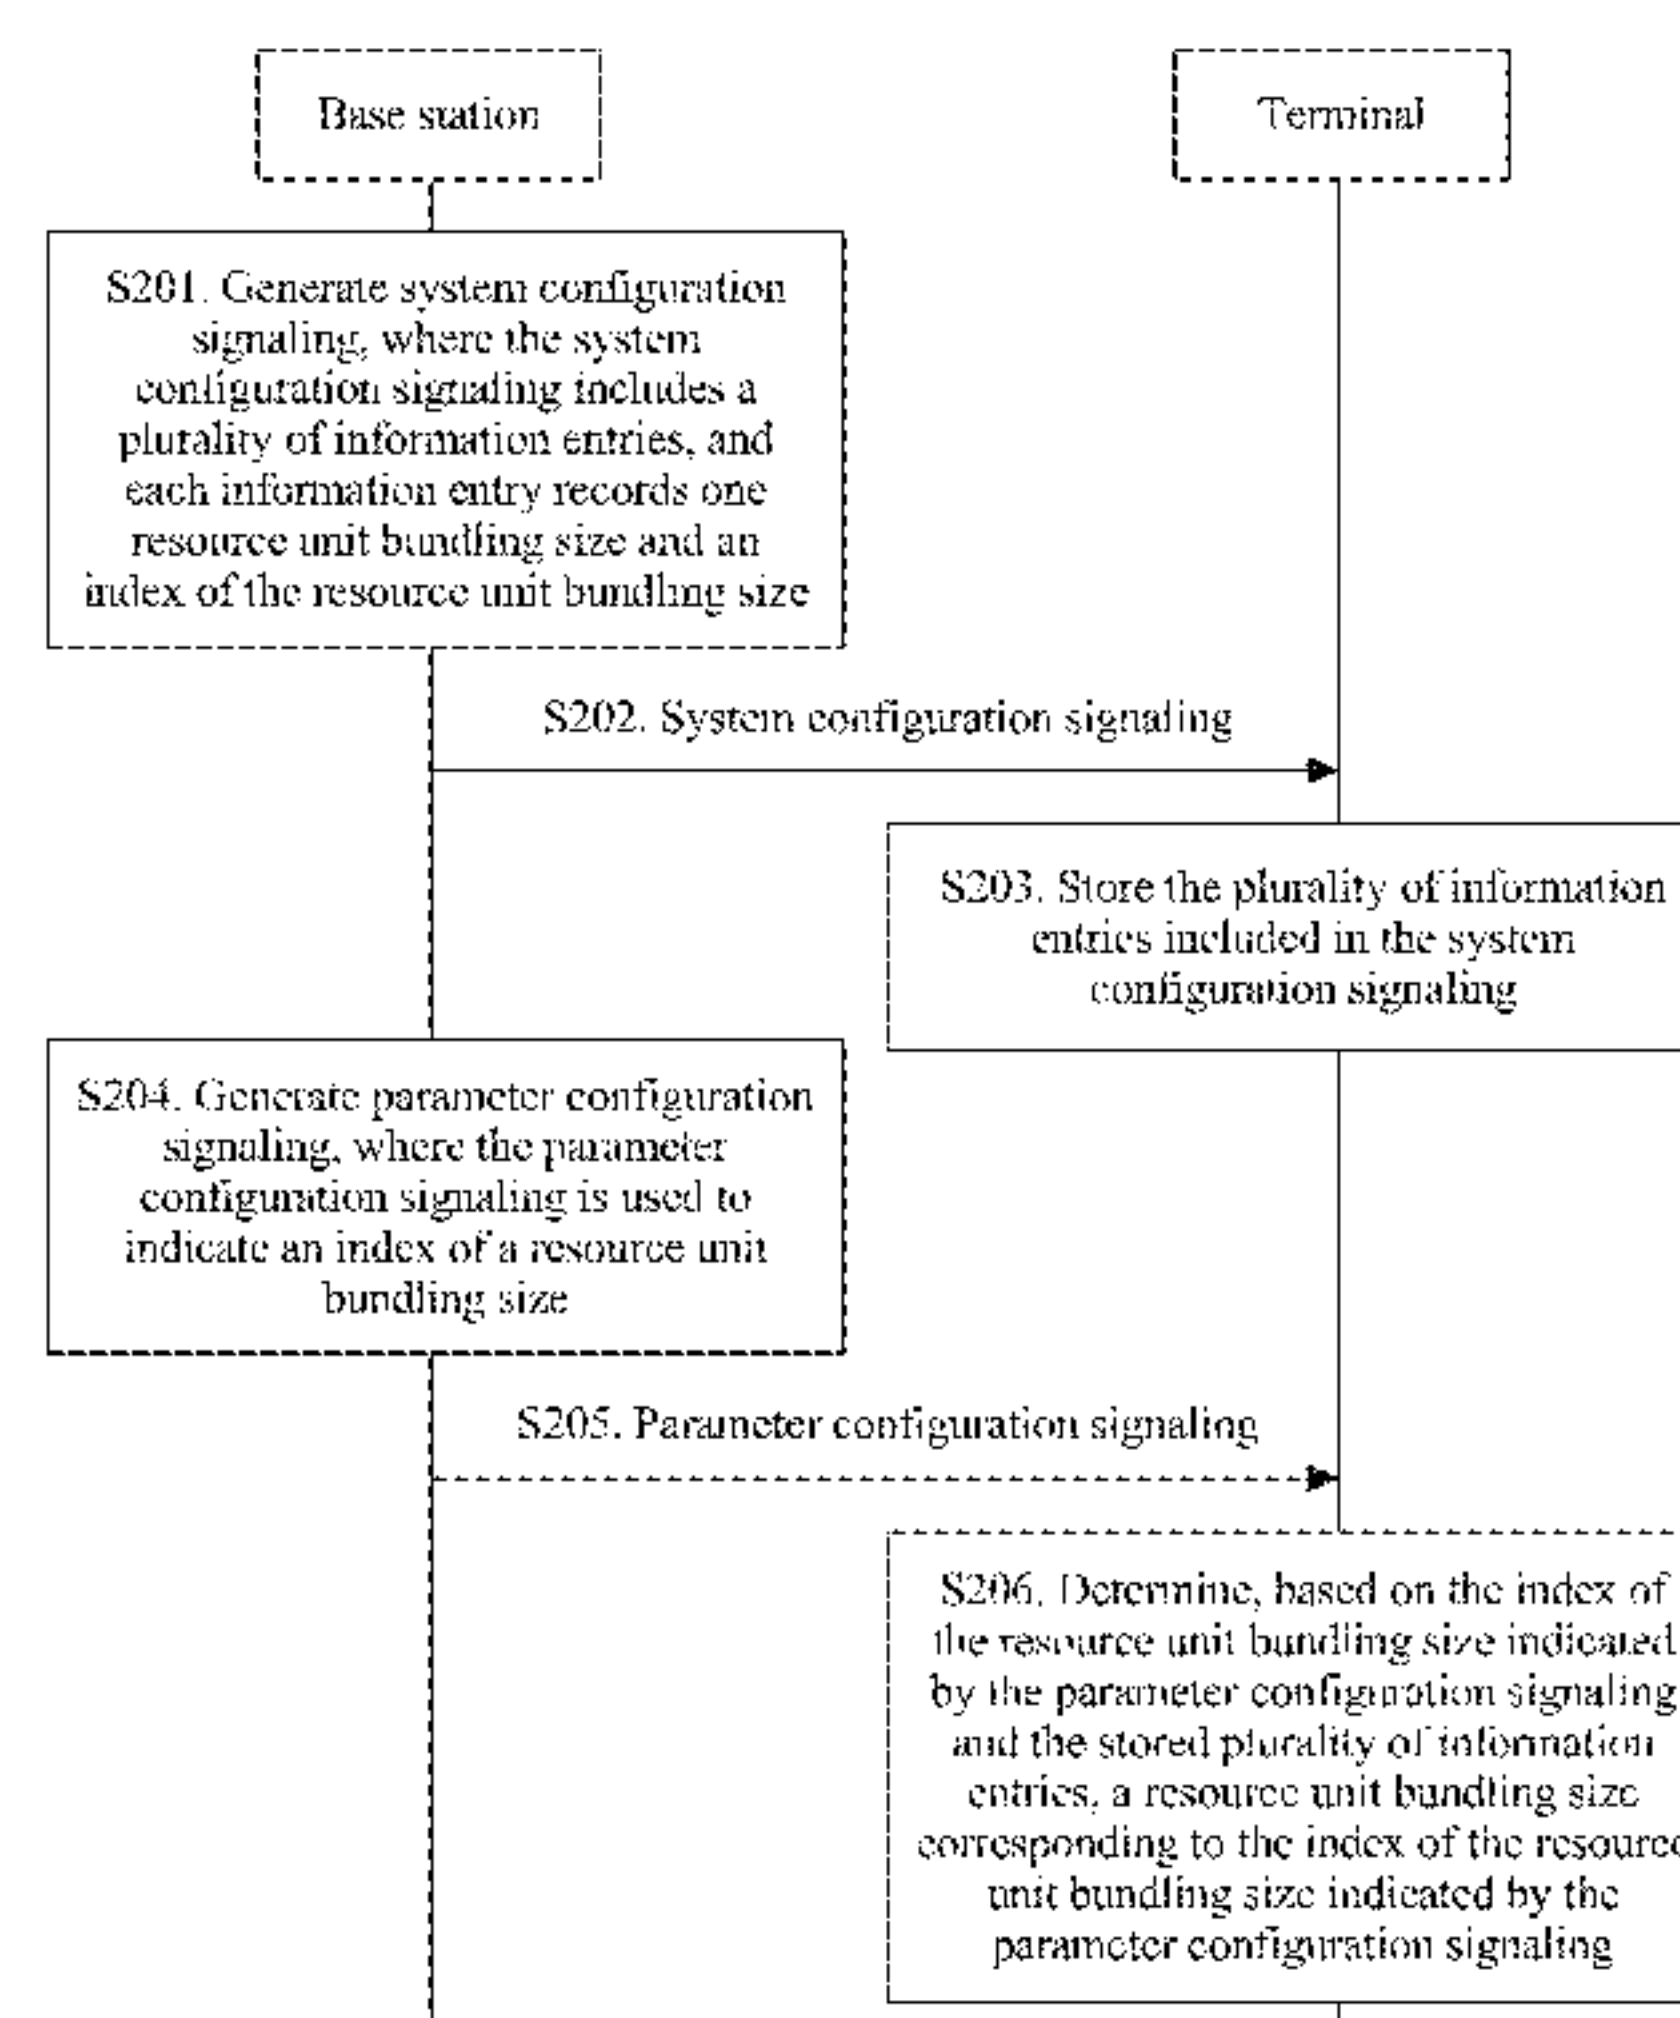 Base station
Terminal
S201. Generate system configuration
signaling, where the system
configuration signaling includes a
plurality of information entries, and
each information entry records one
resource unit bundling size and an
index of the resource unit bundling size
S202. System configuration signaling
S203. Store the plurality of information
entries included in the system
configuration signaling
S204. Generate parameter configuration
signaling, where the parameter
configuration signaling is used to
indicate an index of a resource unit
bundling size
S205. Parameter configuration signaling
S206. Determine, based on the index of
the resource unit bundling size indicated
by the parameter configuration signaling
and the stored plurality of information
entries, a resource unit bundling size
corresponding to the index of the resource
unit bundling size indicated by the
parameter configuration signaling